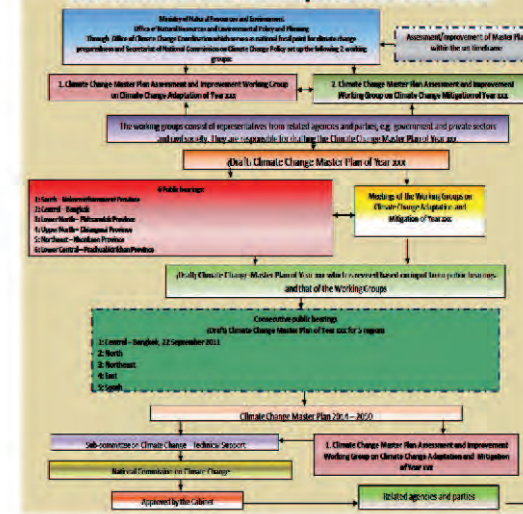 Ministry of Natural Resources and Environment
Office of Natural Resources and Environmental Policy and Planning
Through Office of Climate Change Coordination which serves as national focal point for climate change
preparedness and Secretariat of National Commission on Climate Change Policy set up the following 2 working
groups:
Assessment/Improvement of Master Plan
within the set timeframe
1. Climate Change Master Plan Assessment and Improvement Working Group
on Climate Change Adaptation of Year xxx
2. Climate Change Master Plan Assessment and Improvement
Working Group on Climate Change Mitigation of Year xxx
The working groups consist of representatives from related agencies and parties, e.g. government and private sectors
and civil society. They are responsible for drafting the Climate Change Master Plan of Year xxx
(Draft) Climate Change Master Plan of Year xxx
6 Public hearings:
1: South – Nakornsrithammarat Province
2: Central – Bangkok
3: Lower North – Phitsanulok Province
4: Upper North – Chiangmai Province
5: Northeast – Khonkaen Province
6: Lower Central – Prachuabkirikhan Province
Meetings of the Working Groups on
Climate Change Adaptation and
Mitigation of Year xxx
(Draft) Climate Change Master Plan of Year xxx which is revised based on input from public hearings
and that of the Working Groups
Consecutive public hearings
(Draft) Climate Change Master Plan of Year xxx for 5 regions
1: Central – Bangkok, 22 September 2011
2: North
3: Northeast
4: East
5: South
Climate Change Master Plan 2014 – 2050
Sub-committee on Climate Change – Technical Support
1. Climate Change Master Plan Assessment and Improvement
Working Group on Climate Change Adaptation and Mitigation
of Year xxx
National Committee on Climate Change
Approved by the Cabinet
Related agencies and parties